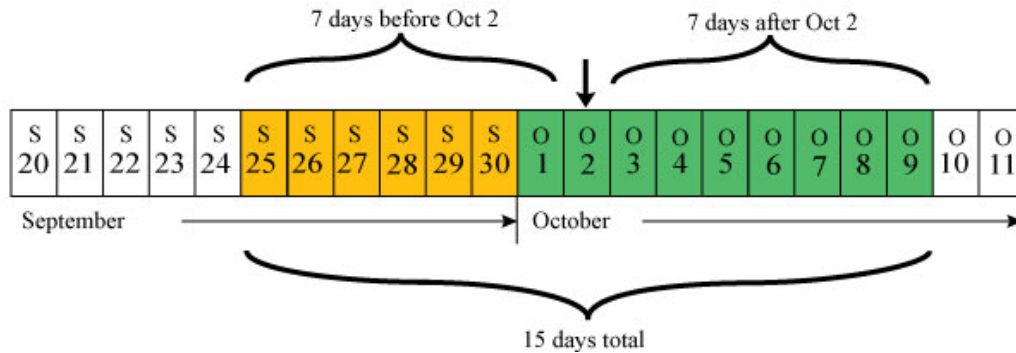 7 days before Oct 2 7 days after Oct 2
S S S S S S S S S S S O O O O O O O O O O O
20 21 22 23 24 25 26 27 28 29 30 1 2 3 4 5 6 7 8 9 10 11
September October
15 days total